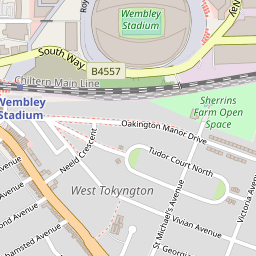 Wembley
Stadium
Way
South Way
B4557
Chiltern Main Line
Wembley
Stadium
Sherrins
Farm Open
Space
Oakington Manor Drive
Neeld Crescent
Tudor Court North
West Tokyngton
St Michael's Avenue
Victoria Avenue
Vivian Avenue